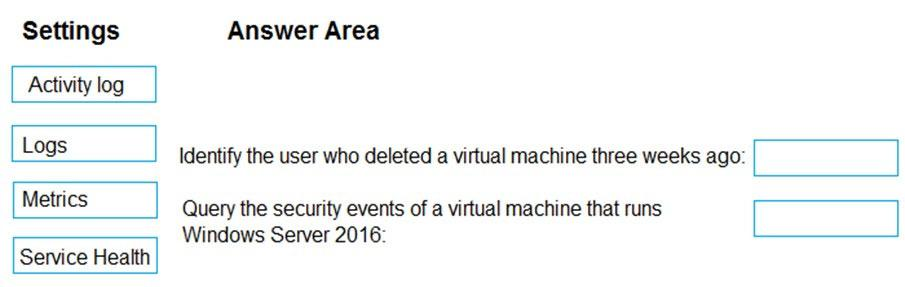 Settings
Answer Area
Activity log
Logs
Identify the user who deleted a virtual machine three weeks ago:
Metrics
Query the security events of a virtual machine that runs
Windows Server 2016:
Service Health